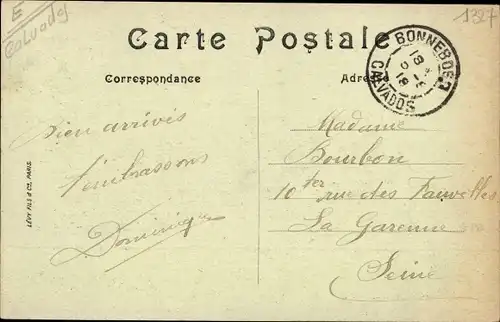 E
Calvados
1327
Carte Postale
Correspondance
Adresse
BONNEBOSQ
18
CALVADOS
Bien arrivés
t'embrassons
Dominique
Madame
Bourbon
10 ter rue des Fauvettes
La Garenne
Seine
LÉVY FILS & Cie, PARIS